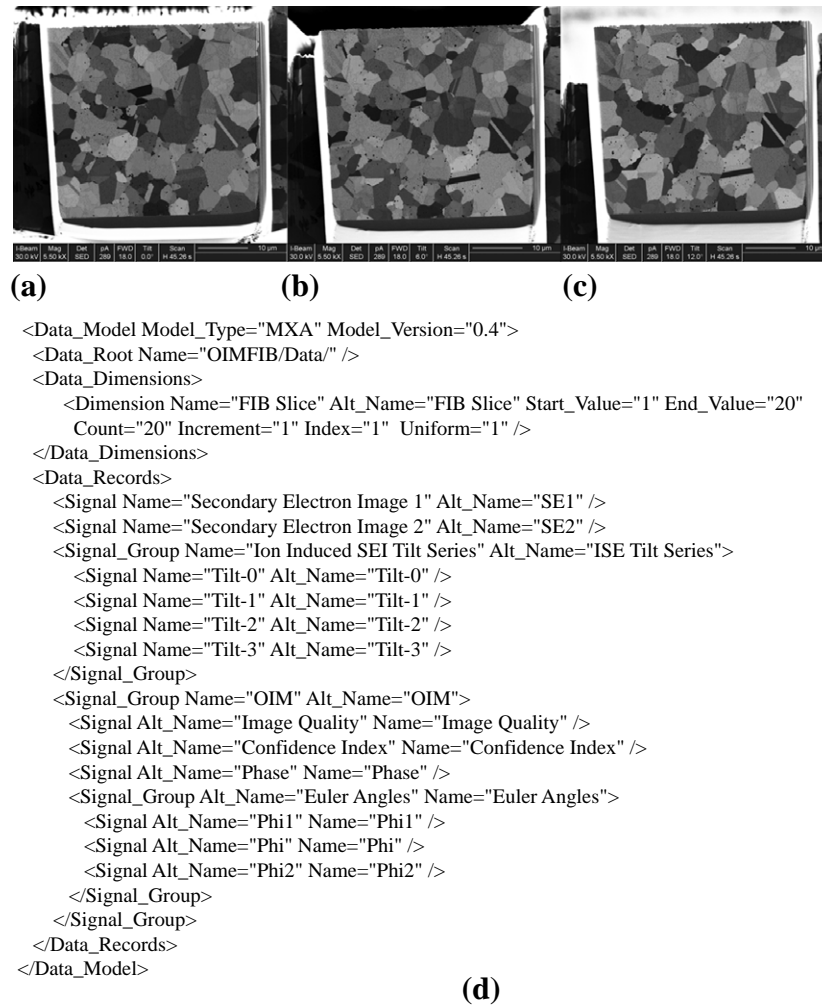 I-Beam Mag Det pA FWD Tilt Scan 10 µm
30.0 kV 5.50 kX SED 289 18.0 0.0° H 45.26 s
I-Beam Mag Det pA FWD Tilt Scan 10 µm
30.0 kV 5.50 kX SED 289 18.0 6.0° H 45.26 s
I-Beam Mag Det pA FWD Tilt Scan 10 µm
30.0 kV 5.50 kX SED 289 18.0 12.0° H 45.26 s
(a) (b) (c)
<Data_Model Model_Type="MXA" Model_Version="0.4">
<Data_Root Name="OIMFIB/Data/" />
<Data_Dimensions>
<Dimension Name="FIB Slice" Alt_Name="FIB Slice" Start_Value="1" End_Value="20"
Count="20" Increment="1" Index="1" Uniform="1" />
</Data_Dimensions>
<Data_Records>
<Signal Name="Secondary Electron Image 1" Alt_Name="SE1" />
<Signal Name="Secondary Electron Image 2" Alt_Name="SE2" />
<Signal_Group Name="Ion Induced SEI Tilt Series" Alt_Name="ISE Tilt Series">
<Signal Name="Tilt-0" Alt_Name="Tilt-0" />
<Signal Name="Tilt-1" Alt_Name="Tilt-1" />
<Signal Name="Tilt-2" Alt_Name="Tilt-2" />
<Signal Name="Tilt-3" Alt_Name="Tilt-3" />
</Signal_Group>
<Signal_Group Name="OIM" Alt_Name="OIM">
<Signal Alt_Name="Image Quality" Name="Image Quality" />
<Signal Alt_Name="Confidence Index" Name="Confidence Index" />
<Signal Alt_Name="Phase" Name="Phase" />
<Signal_Group Alt_Name="Euler Angles" Name="Euler Angles">
<Signal Alt_Name="Phi1" Name="Phi1" />
<Signal Alt_Name="Phi" Name="Phi" />
<Signal Alt_Name="Phi2" Name="Phi2" />
</Signal_Group>
</Signal_Group>
</Data_Records>
</Data_Model>
(d)